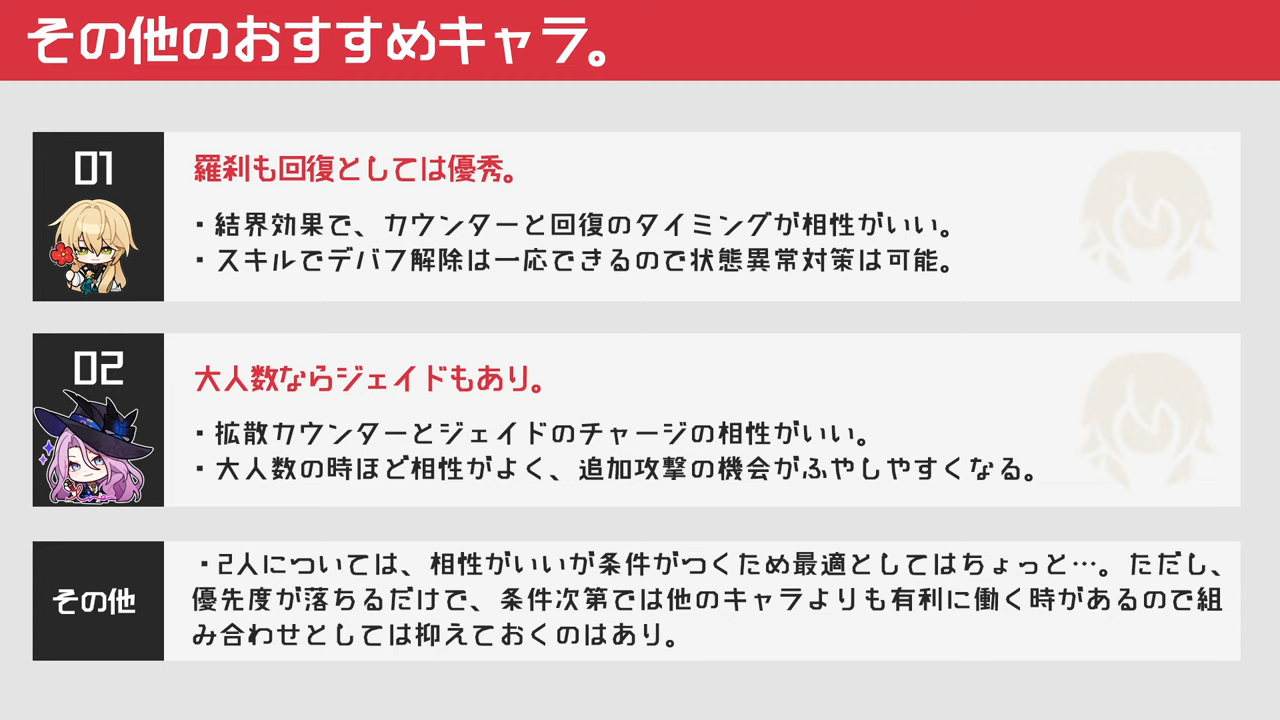 その他のおすすめキャラ。
01
羅刹も回復としては優秀。
・結界効果で、カウンターと回復のタイミングが相性がいい。
・スキルでデバフ解除は一応できるので状態異常対策は可能。
02
大人数ならジェイドもあり。
・拡散カウンターとジェイドのチャージの相性がいい。
・大人数の時ほど相性がよく、追加攻撃の機会がふやしやすくなる。
その他
・2人については、相性がいいが条件がつくため最適としてはちょっと…。ただし、
優先度が落ちるだけで、条件次第では他のキャラよりも有利に働く時があるので組
み合わせとしては抑えておくのはあり。